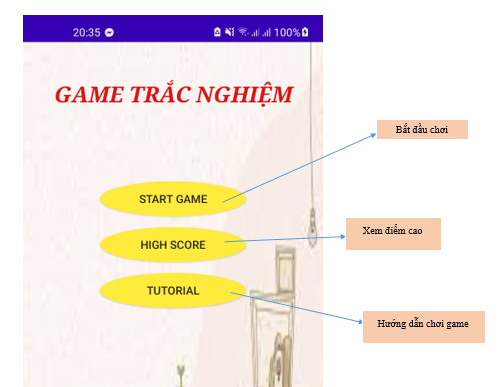 20:35
100%
GAME TRẮC NGHIỆM
Bắt đầu chơi
START GAME
Xem điểm cao
HIGH SCORE
TUTORIAL
Hướng dẫn chơi game